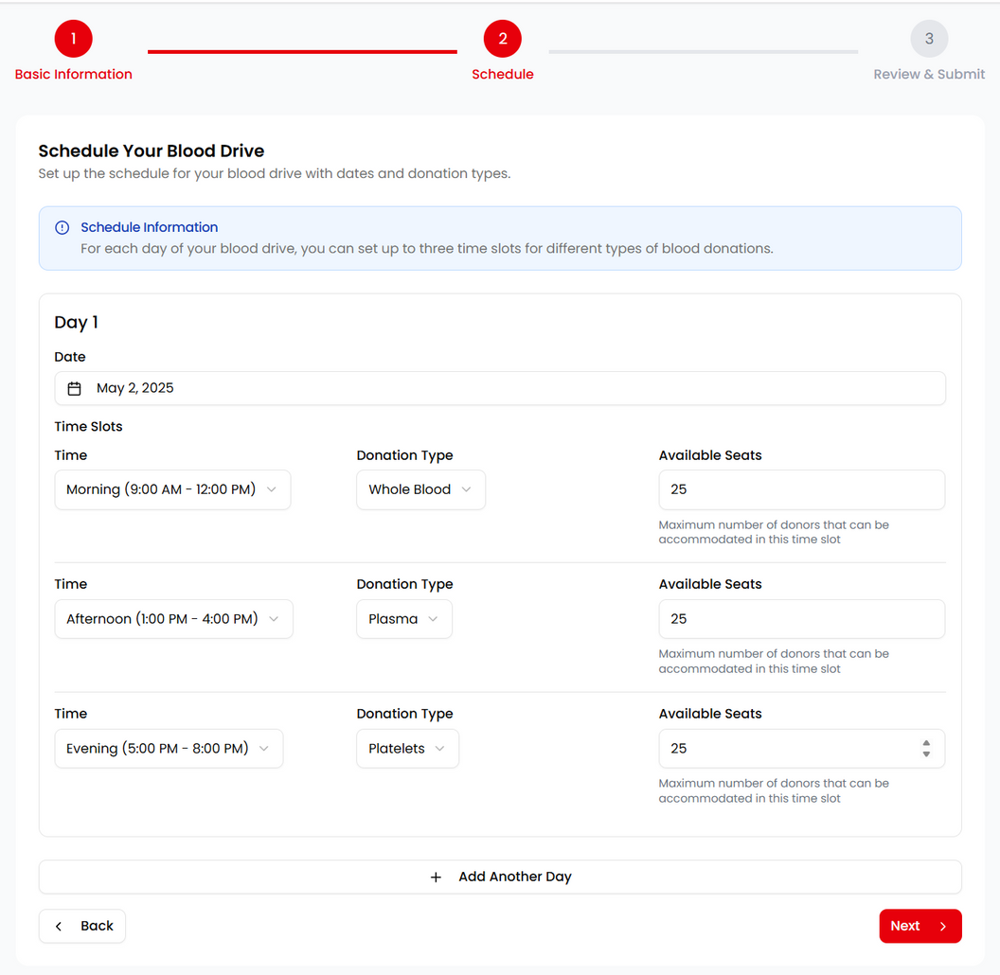 1
2
3
Basic Information
Schedule
Review & Submit
Schedule Your Blood Drive
Set up the schedule for your blood drive with dates and donation types.
Schedule Information
For each day of your blood drive, you can set up to three time slots for different types of blood donations.
Day 1
Date
May 2, 2025
Time Slots
Time
Donation Type
Available Seats
Morning (9:00 AM - 12:00 PM)
Whole Blood
25
Maximum number of donors that can be
accommodated in this time slot
Time
Donation Type
Available Seats
Afternoon (1:00 PM - 4:00 PM)
Plasma
25
Maximum number of donors that can be
accommodated in this time slot
Time
Donation Type
Available Seats
Evening (5:00 PM - 8:00 PM)
Platelets
25
Maximum number of donors that can be
accommodated in this time slot
+ Add Another Day
Back
Next